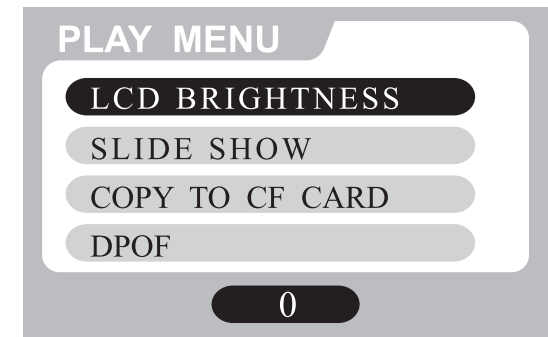 PLAY MENU
LCD BRIGHTNESS
SLIDE SHOW
COPY TO CF CARD
DPOF
0